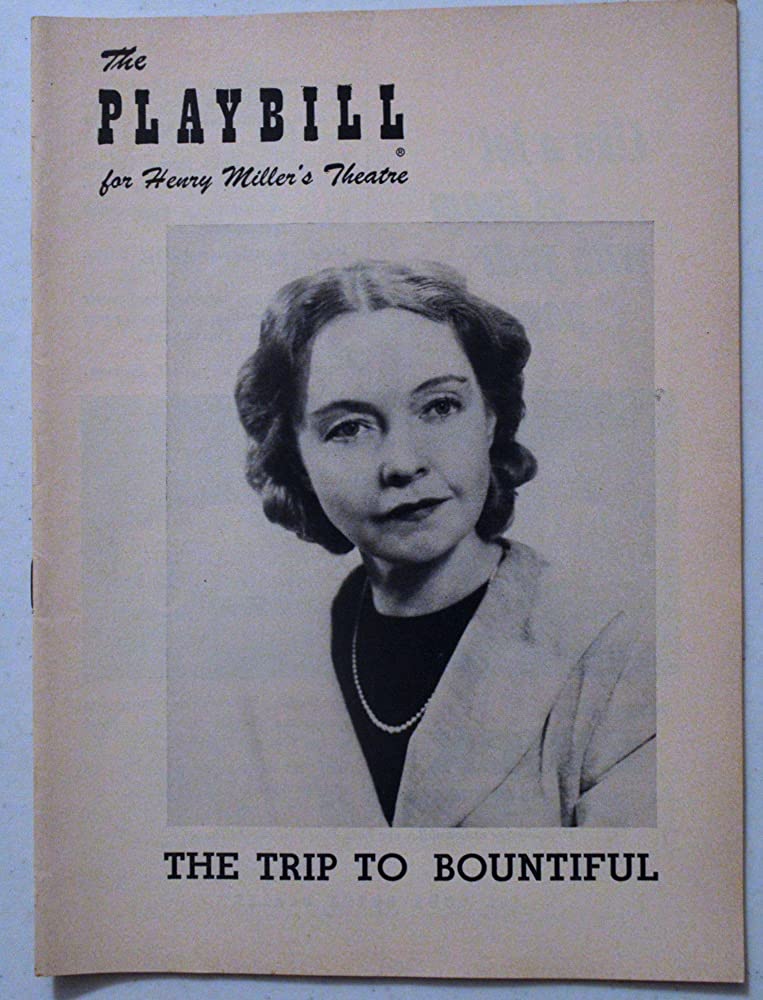 The
PLAYBILL®
for Henry Miller's Theatre
THE TRIP TO BOUNTIFUL